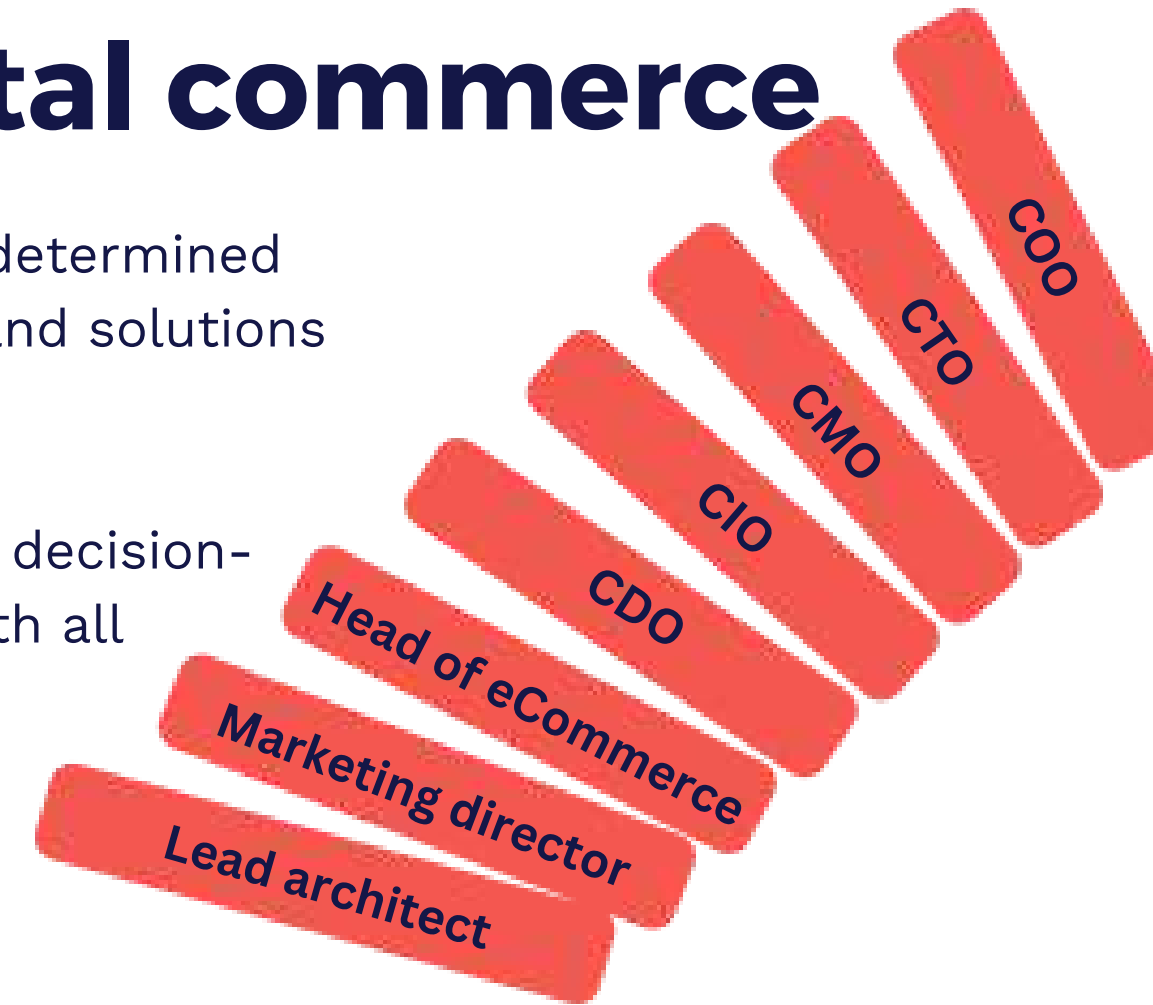 tal commerce
determined
and solutions
decision-
th all
COO
CTO
CMO
CIO
CDO
Head of eCommerce
Marketing director
Lead architect